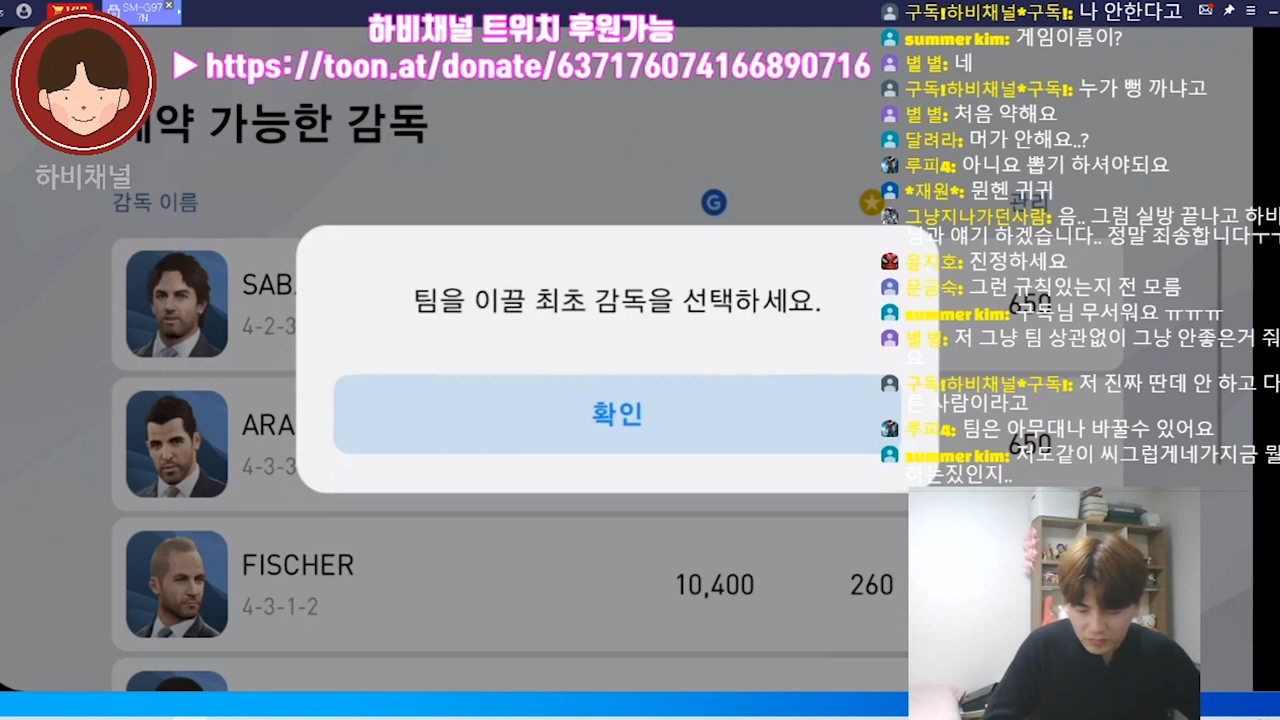 SM-G97
7N
하비채널 트위치 후원가능
▶ https://toon.at/donate/637176074166890716
약 가능한 감독
하비채널
감독 이름
G
관리
SAB
4-2-3
650
팀을 이끌 최초 감독을 선택하세요.
확인
ARA
4-3-3
650
FISCHER
4-3-1-2
10,400
260
구독!하비채널*구독!: 나 안한다고
summer kim: 게임이름이?
별 별: 네
구독!하비채널*구독!: 누가 뻥 까냐고
별 별: 처음 약해요
달려라: 머가 안해요..?
루피4: 아니요 뽑기 하셔야되요
*재원*: 뮌헨 귀귀
그냥지나가던사람: 음.. 그럼 실방 끝나고 하비
님과 얘기 하겠습니다.. 정말 죄송합니다ㅜㅜ
윤지호: 진정하세요
윤금숙: 그런 규칙있는지 전 모름
summer kim: 구독님 무서워요 ㅠㅠㅠ
별 별: 저 그냥 팀 상관없이 그냥 안좋은거 줘
요
구독!하비채널*구독!: 저 진짜 딴데 안 하고 다
른 사람이라고
루피4: 팀은 아무대나 바꿀수 있어요
summer kim: 저도같이 씨그럽게네가지금 뭘
하는짔인지..